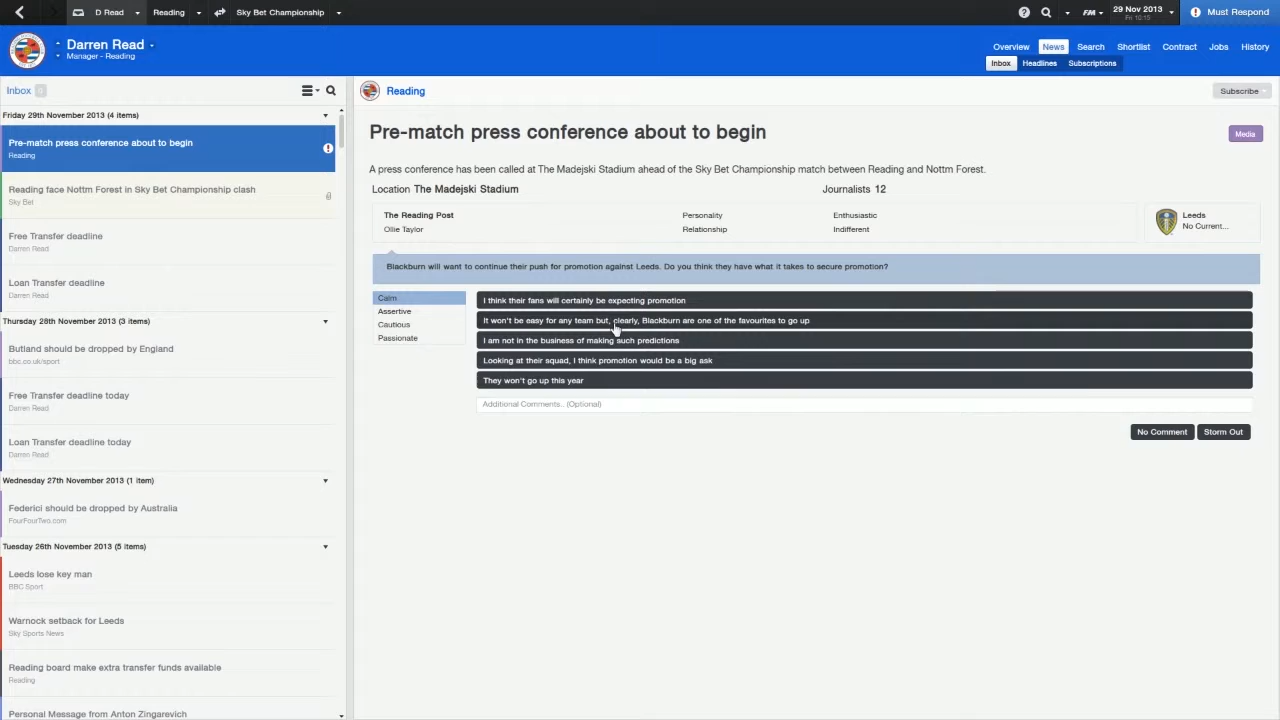 D Read
Reading
Sky Bet Championship
FM
29 Nov 2013
Fri 10:15
Must Respond
Darren Read
Manager - Reading
Overview
News
Search
Shortlist
Contract
Jobs
History
Inbox
Headlines
Subscriptions
Inbox
Friday 29th November 2013 (4 items)
Pre-match press conference about to begin
Reading
Reading face Nottm Forest in Sky Bet Championship clash
Sky Bet
Free Transfer deadline
Darren Read
Loan Transfer deadline
Darren Read
Thursday 28th November 2013 (3 items)
Butland should be dropped by England
bbc.co.uk/sport
Free Transfer deadline today
Darren Read
Loan Transfer deadline today
Darren Read
Wednesday 27th November 2013 (1 item)
Federici should be dropped by Australia
FourFourTwo.com
Tuesday 26th November 2013 (5 items)
Leeds lose key man
BBC Sport
Warnock setback for Leeds
Sky Sports News
Reading board make extra transfer funds available
Reading
Personal Message from Anton Zingarevich
Reading
Subscribe
Pre-match press conference about to begin
Media
A press conference has been called at The Madejski Stadium ahead of the Sky Bet Championship match between Reading and Nottm Forest.
Location The Madejski Stadium
Journalists 12
The Reading Post
Personality
Enthusiastic
Ollie Taylor
Relationship
Indifferent
Leeds
No Current...
Blackburn will want to continue their push for promotion against Leeds. Do you think they have what it takes to secure promotion?
Calm
Assertive
Cautious
Passionate
I think their fans will certainly be expecting promotion
It won't be easy for any team but, clearly, Blackburn are one of the favourites to go up
I am not in the business of making such predictions
Looking at their squad, I think promotion would be a big ask
They won't go up this year
Additional Comments.. (Optional)
No Comment
Storm Out